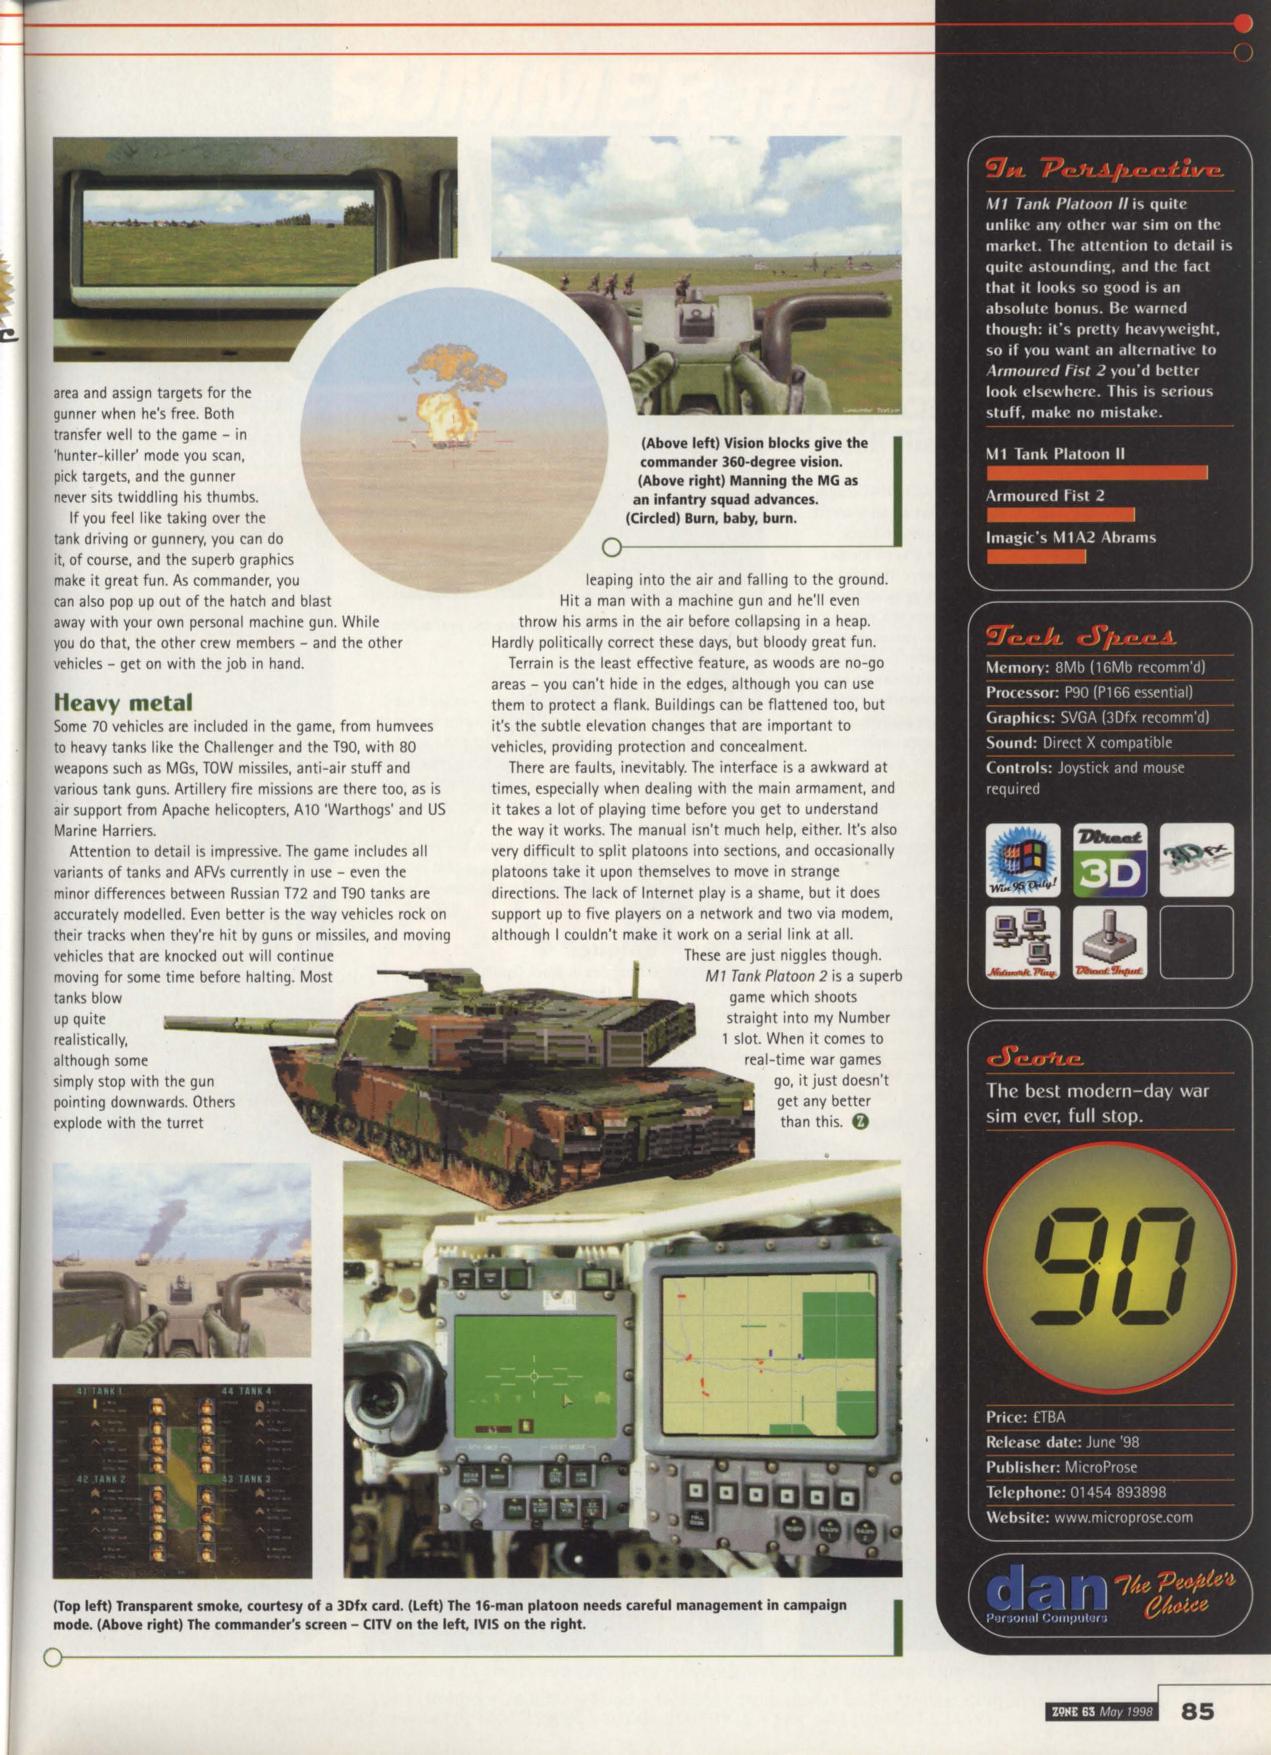 area and assign targets for the
gunner when he's free. Both
transfer well to the game – in
'hunter-killer' mode you scan,
pick targets, and the gunner
never sits twiddling his thumbs.
If you feel like taking over the
tank driving or gunnery, you can do
it, of course, and the superb graphics
make it great fun. As commander, you
can also pop up out of the hatch and blast
away with your own personal machine gun. While
you do that, the other crew members – and the other
vehicles – get on with the job in hand.
Heavy metal
Some 70 vehicles are included in the game, from humvees
to heavy tanks like the Challenger and the T90, with 80
weapons such as MGs, TOW missiles, anti-air stuff and
various tank guns. Artillery fire missions are there too, as is
air support from Apache helicopters, A10 'Warthogs' and US
Marine Harriers.
Attention to detail is impressive. The game includes all
variants of tanks and AFVs currently in use – even the
minor differences between Russian T72 and T90 tanks are
accurately modelled. Even better is the way vehicles rock on
their tracks when they're hit by guns or missiles, and moving
vehicles that are knocked out will continue
moving for some time before halting. Most
tanks blow
up quite
realistically,
although some
simply stop with the gun
pointing downwards. Others
explode with the turret
(Above left) Vision blocks give the
commander 360-degree vision.
(Above right) Manning the MG as
an infantry squad advances.
(Circled) Burn, baby, burn.
leaping into the air and falling to the ground.
Hit a man with a machine gun and he'll even
throw his arms in the air before collapsing in a heap.
Hardly politically correct these days, but bloody great fun.
Terrain is the least effective feature, as woods are no-go
areas – you can't hide in the edges, although you can use
them to protect a flank. Buildings can be flattened too, but
it's the subtle elevation changes that are important to
vehicles, providing protection and concealment.
There are faults, inevitably. The interface is a awkward at
times, especially when dealing with the main armament, and
it takes a lot of playing time before you get to understand
the way it works. The manual isn't much help, either. It's also
very difficult to split platoons into sections, and occasionally
platoons take it upon themselves to move in strange
directions. The lack of Internet play is a shame, but it does
support up to five players on a network and two via modem,
although I couldn't make it work on a serial link at all.
These are just niggles though.
M1 Tank Platoon 2 is a superb
game which shoots
straight into my Number
1 slot. When it comes to
real-time war games
go, it just doesn't
get any better
than this. Z
41 TANK 1
44 TANK 4
42 TANK 2
43 TANK 3
(Top left) Transparent smoke, courtesy of a 3Dfx card. (Left) The 16-man platoon needs careful management in campaign
mode. (Above right) The commander's screen – CITV on the left, IVIS on the right.
In Perspective
M1 Tank Platoon II is quite
unlike any other war sim on the
market. The attention to detail is
quite astounding, and the fact
that it looks so good is an
absolute bonus. Be warned
though: it's pretty heavyweight,
so if you want an alternative to
Armoured Fist 2 you'd better
look elsewhere. This is serious
stuff, make no mistake.
M1 Tank Platoon II
Armoured Fist 2
Imagic's M1A2 Abrams
Tech Specs
Memory: 8Mb (16Mb recomm'd)
Processor: P90 (P166 essential)
Graphics: SVGA (3Dfx recomm'd)
Sound: Direct X compatible
Controls: Joystick and mouse
required
Win 95 Only!
Direct
3D
3Dfx
Network Play
Direct Input
Score
The best modern-day war
sim ever, full stop.
90
Price: £TBA
Release date: June '98
Publisher: MicroProse
Telephone: 01454 893898
Website: www.microprose.com
dan
Personal Computers
The People's
Choice
ZONE 63 May 1998
85